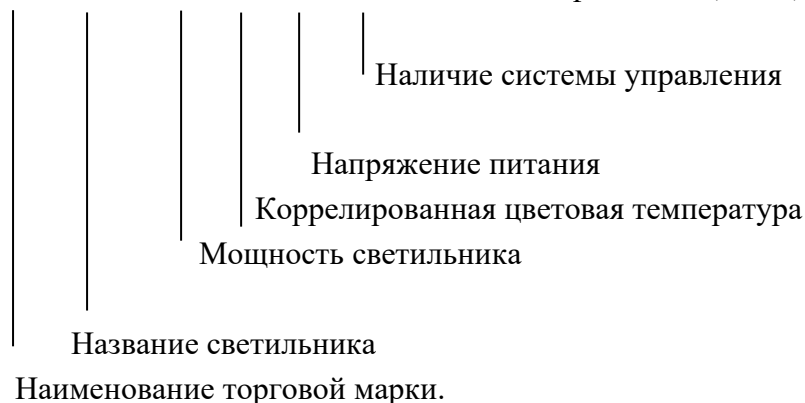 Наличие системы управления
Напряжение питания
Коррелированная цветовая температура
Мощность светильника
Название светильника
Наименование торговой марки.